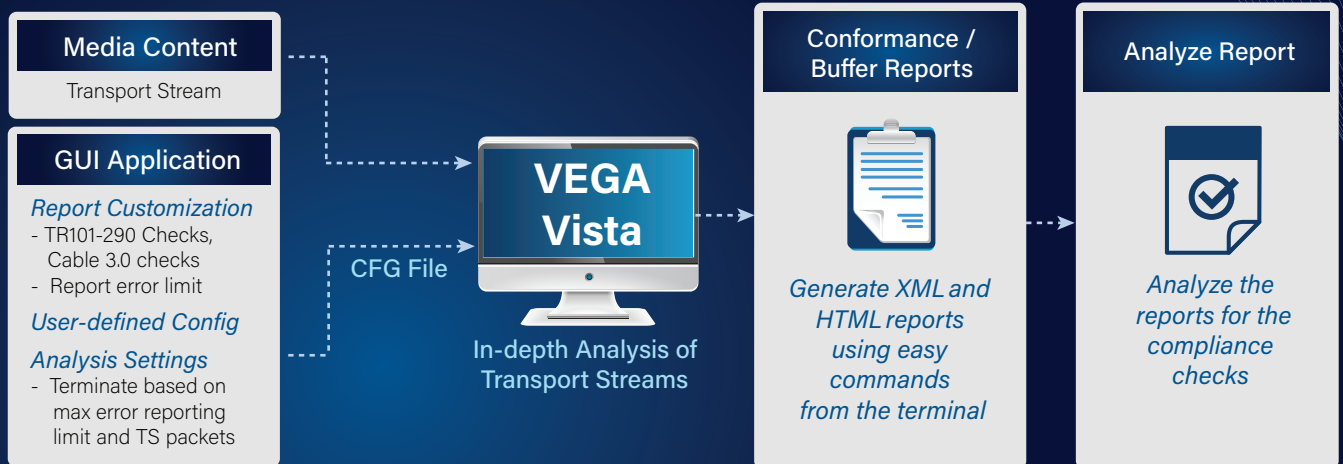 Media Content
Transport Stream
GUI Application
Report Customization
- TR101-290 Checks,
Cable 3.0 checks
- Report error limit
User-defined Config
Analysis Settings
- Terminate based on
max error reporting
limit and TS packets
CFG File
VEGA
Vista
In-depth Analysis of
Transport Streams
Conformance /
Buffer Reports
Generate XML and
HTML reports
using easy
commands
from the terminal
Analyze Report
Analyze the
reports for the
compliance
checks